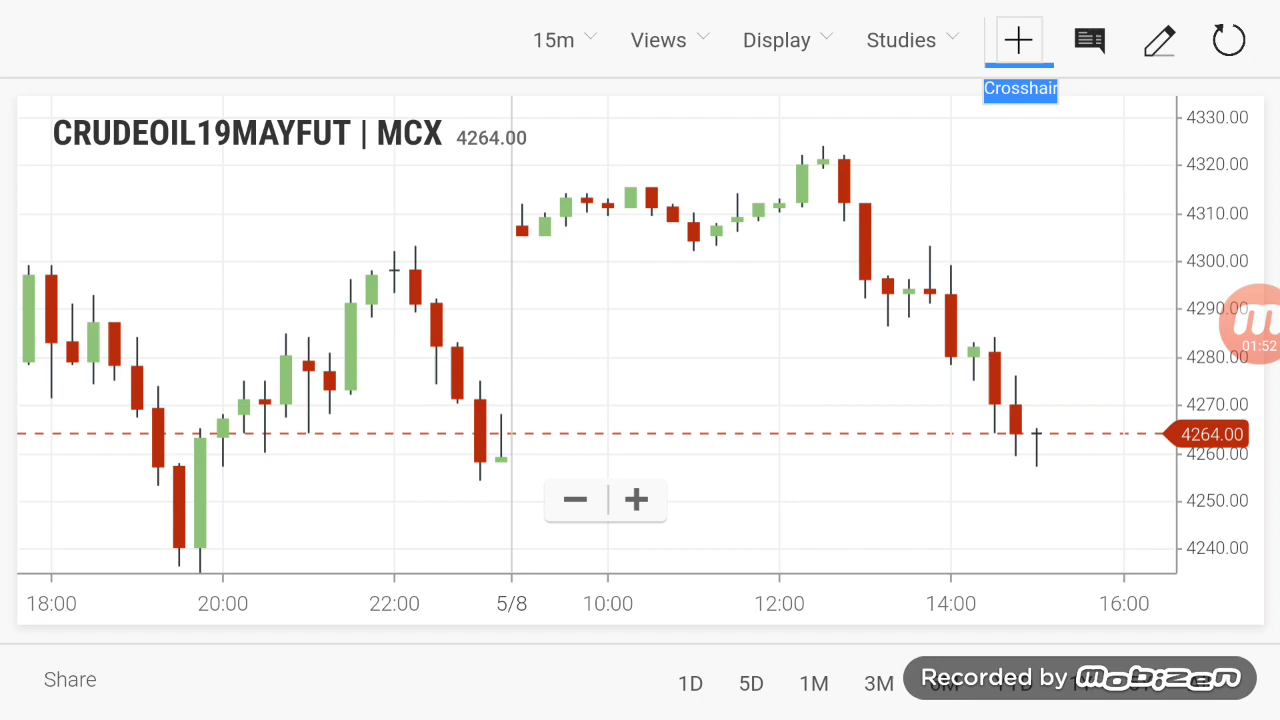 15m Views Display Studies
Crosshair
CRUDEOIL19MAYFUT | MCX 4264.00
4330.00
4320.00
4310.00
4300.00
4290.00
01:52
4280.00
4270.00
4264.00
4260.00
4250.00
4240.00
18:00 20:00 22:00 5/8 10:00 12:00 14:00 16:00
Share 1D 5D 1M 3M
Recorded by mobizen